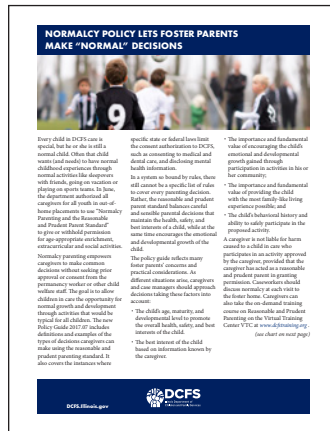 NORMALCY POLICY LETS FOSTER PARENTS
MAKE "NORMAL" DECISIONS
9
Every child in DCFS care is
special, but he or she is still a
normal child. Often that child
wants (and needs) to have normal
childhood experiences through
normal activities like sleepovers
with friends, going on vacation or
playing on sports teams. In June,
the department authorized all
caregivers for all youth in out-of-
home placements to use "Normalcy
Parenting and the Reasonable
and Prudent Parent Standard"
to give or withhold permission
for age-appropriate enrichment,
extracurricular and social activities.
Normalcy parenting empowers
caregivers to make common
decisions without seeking prior
approval or consent from the
permanency worker or other child
welfare staff. The goal is to allow
children in care the opportunity for
normal growth and development
through activities that would be
typical for all children. The new
Policy Guide 2017.07 includes
definitions and examples of the
types of decisions caregivers can
make using the reasonable and
prudent parenting standard. It
also covers the instances where
specific state or federal laws limit
the consent authorization to DCFS,
such as consenting to medical and
dental care, and disclosing mental
health information.
In a system so bound by rules, there
still cannot be a specific list of rules
to cover every parenting decision.
Rather, the reasonable and prudent
parent standard balances careful
and sensible parental decisions that
maintain the health, safety, and
best interests of a child, while at the
same time encourages the emotional
and developmental growth of the
child.
The policy guide reflects many
foster parents' concerns and
practical considerations. As
different situations arise, caregivers
and case managers should approach
decisions taking these factors into
account:
• The child's age, maturity, and
developmental level to promote
the overall health, safety, and best
interests of the child.
• The best interest of the child
based on information known by
the caregiver.
• The importance and fundamental
value of encouraging the child's
emotional and developmental
growth gained through
participation in activities in his or
her community;
• The importance and fundamental
value of providing the child
with the most family-like living
experience possible; and
• The child's behavioral history and
ability to safely participate in the
proposed activity.
A caregiver is not liable for harm
caused to a child in care who
participates in an activity approved
by the caregiver, provided that the
caregiver has acted as a reasonable
and prudent parent in granting
permission. Caseworkers should
discuss normalcy at each visit to
the foster home. Caregivers can
also take the on-demand training
course on Reasonable and Prudent
Parenting on the Virtual Training
Center VTC at www.dcfstraining.org.
(see chart on next page)
DCFS.Illinois.gov
DCFS
Illinois Department of
Children and Family Services